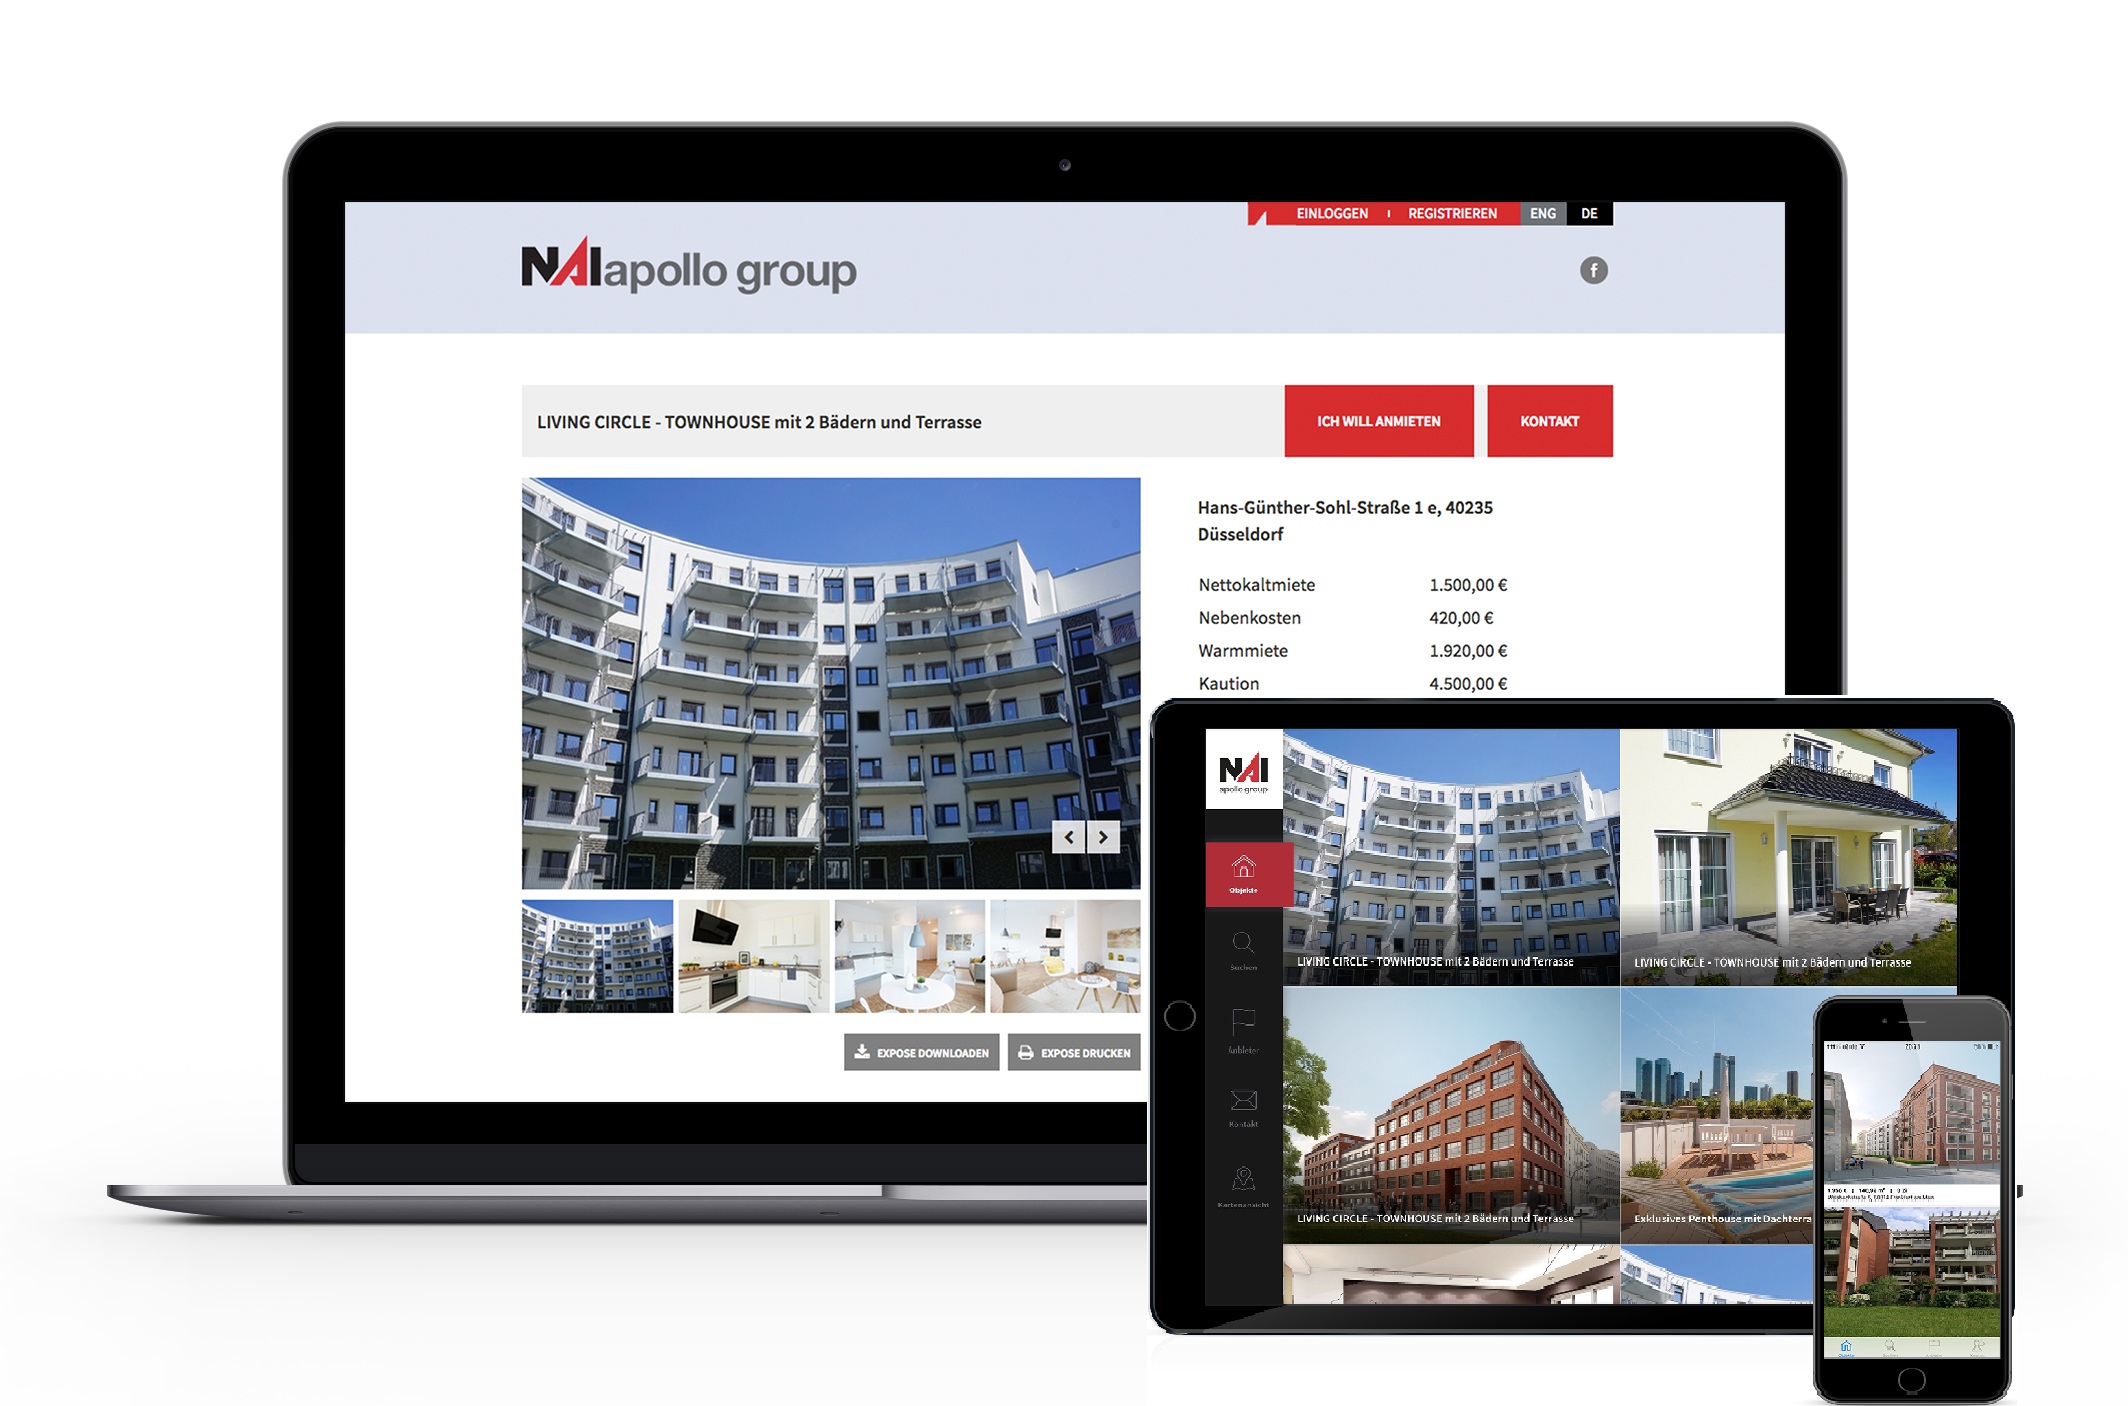 EINLOGGEN
REGISTRIEREN
ENG
DE
NAI apollo group
f
LIVING CIRCLE - TOWNHOUSE mit 2 Bädern und Terrasse
ICH WILL ANMIETEN
KONTAKT
Hans-Günther-Sohl-Straße 1 e, 40235
Düsseldorf
Nettokaltmiete 1.500,00 €
Nebenkosten 420,00 €
Warmmiete 1.920,00 €
Kaution 4.500,00 €
EXPOSE DOWNLOADEN
EXPOSE DRUCKEN
NAI
apollo group
Objekte
Suchen
Anbieter
Kontakt
Kartenansicht
LIVING CIRCLE - TOWNHOUSE mit 2 Bädern und Terrasse
LIVING CIRCLE - TOWNHOUSE mit 2 Bädern und Terrasse
LIVING CIRCLE - TOWNHOUSE mit 2 Bädern und Terrasse
Exklusives Penthouse mit Dachterra